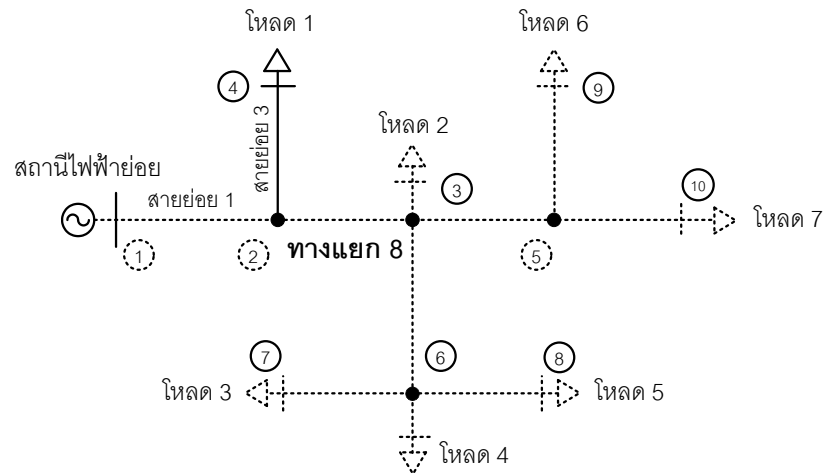 โหลด 1
โหลด 6
4
9
สายย่อย 3
โหลด 2
สถานีไฟฟ้าย่อย
สายย่อย 1
3
10
โหลด 7
1
2
ทางแยก 8
5
7
6
8
โหลด 3
โหลด 5
โหลด 4